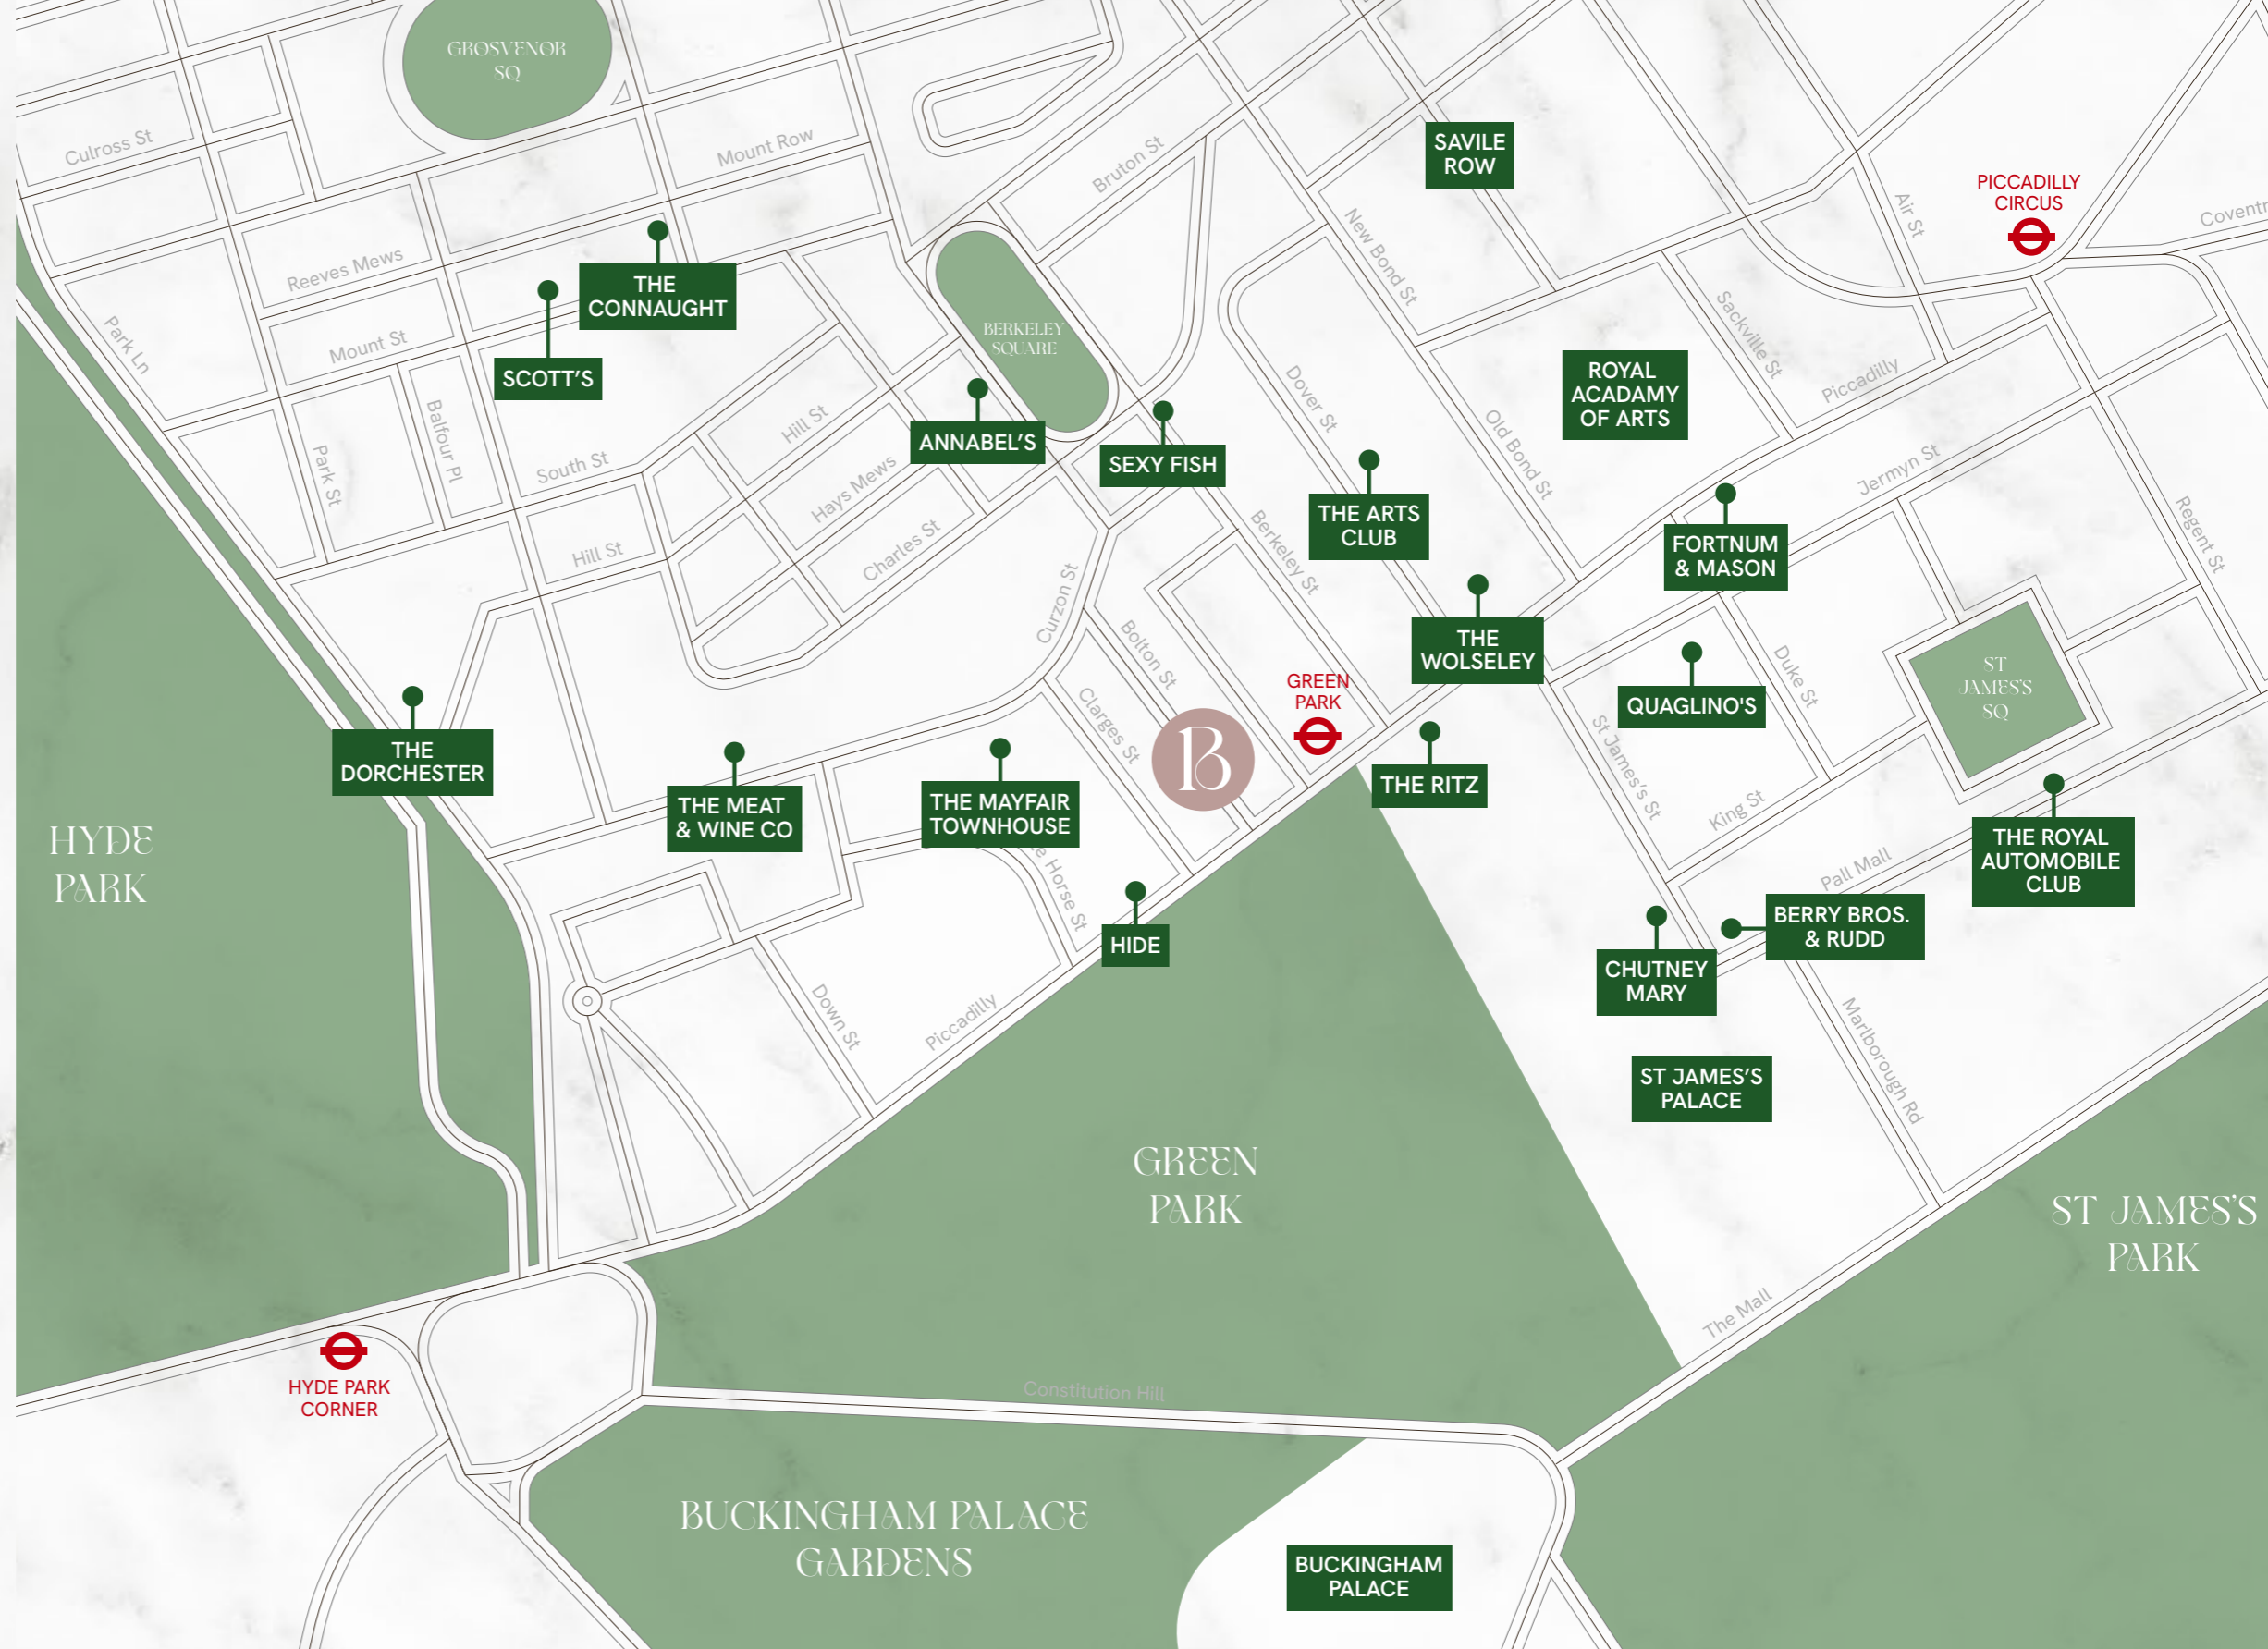 GROSVENOR
SQ
Culross St
Mount Row
Bruton St
SAVILE
ROW
PICCADILLY
CIRCUS
Air St
New Bond St
Reeves Mews
THE
CONNAUGHT
Mount St
Park Ln
SCOTT'S
BERKELEY
SQUARE
Sackville St
Piccadilly
ROYAL
ACADAMY
OF ARTS
Dover St
Old Bond St
Balfour Pl
Park St
South St
Hill St
Hays Mews
ANNABEL'S
SEXY FISH
Jermyn St
Regent St
THE ARTS
CLUB
FORTNUM
& MASON
Hill St
Charles St
Berkeley St
Curzon St
Bolton St
THE
WOLSELEY
QUAGLINO'S
Duke St
ST
JAMES'S
SQ
GREEN
PARK
Clarges St
B
THE RITZ
St James's St
King St
THE
DORCHESTER
THE MEAT
& WINE CO
THE MAYFAIR
TOWNHOUSE
Horse St
HIDE
HYDE
PARK
Pall Mall
THE ROYAL
AUTOMOBILE
CLUB
BERRY BROS.
& RUDD
CHUTNEY
MARY
Down St
Piccadilly
Marlborough Rd
ST JAMES'S
PALACE
GREEN
PARK
ST JAMES'S
PARK
The Mall
HYDE PARK
CORNER
Constitution Hill
BUCKINGHAM PALACE
GARDENS
BUCKINGHAM
PALACE